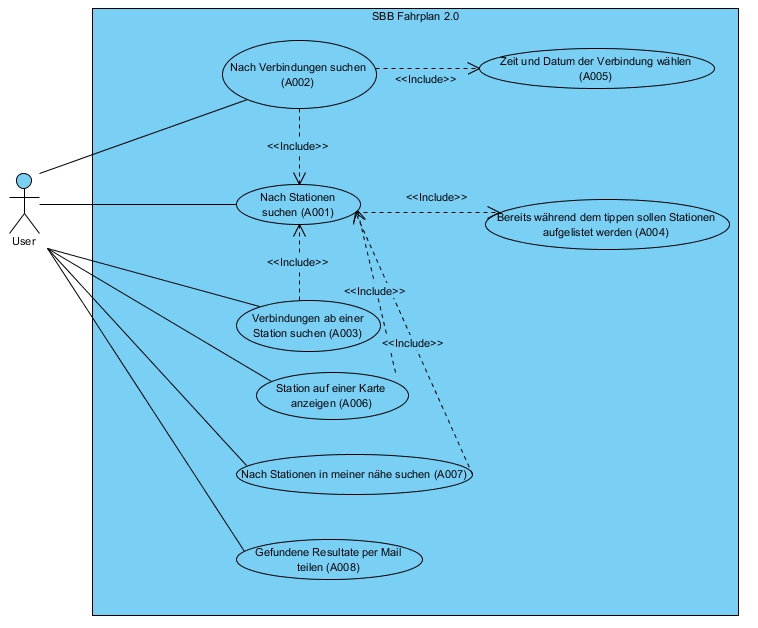 SBB Fahrplan 2.0
Nach Verbindungen suchen
(A002)
Zeit und Datum der Verbindung wählen
(A005)
<<Include>>
<<Include>>
Nach Stationen
suchen (A001)
<<Include>>
Bereits während dem tippen sollen Stationen
aufgelistet werden (A004)
User
<<Include>>
<<Include>>
Verbindungen ab einer
Station suchen (A003)
<<Include>>
Station auf einer Karte
anzeigen (A006)
Nach Stationen in meiner nähe suchen (A007)
Gefundene Resultate per Mail
teilen (A008)